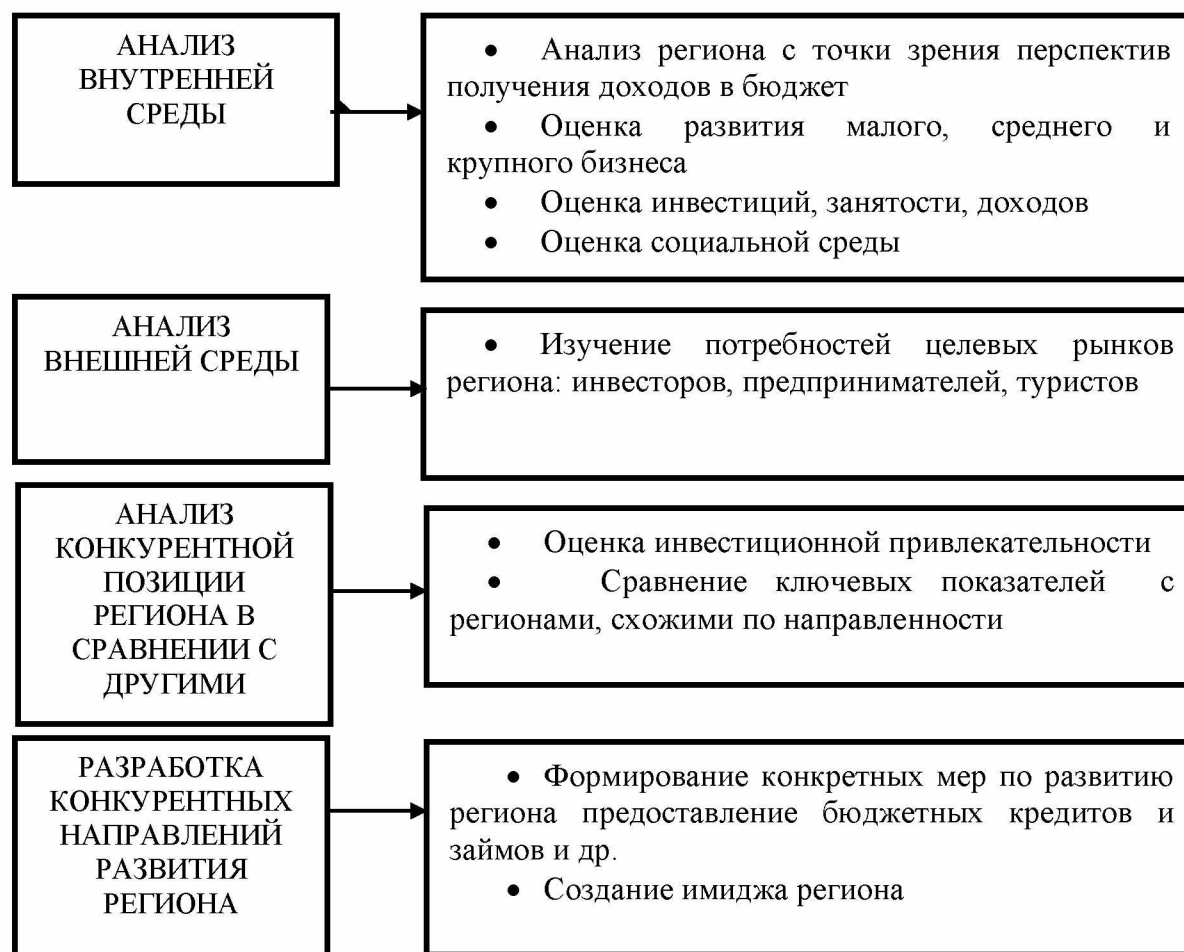 АНАЛИЗ
ВНУТРЕННЕЙ
СРЕДЫ
• Анализ региона с точки зрения перспектив
получения доходов в бюджет
• Оценка развития малого, среднего и
крупного бизнеса
• Оценка инвестиций, занятости, доходов
• Оценка социальной среды
АНАЛИЗ
ВНЕШНЕЙ СРЕДЫ
• Изучение потребностей целевых рынков
региона: инвесторов, предпринимателей, туристов
АНАЛИЗ
КОНКУРЕНТНОЙ
ПОЗИЦИИ
РЕГИОНА В
СРАВНЕНИИ С
ДРУГИМИ
• Оценка инвестиционной привлекательности
• Сравнение ключевых показателей с
регионами, схожими по направленности
РАЗРАБОТКА
КОНКУРЕНТНЫХ
НАПРАВЛЕНИЙ
РАЗВИТИЯ
РЕГИОНА
• Формирование конкретных мер по развитию
региона предоставление бюджетных кредитов и
займов и др.
• Создание имиджа региона